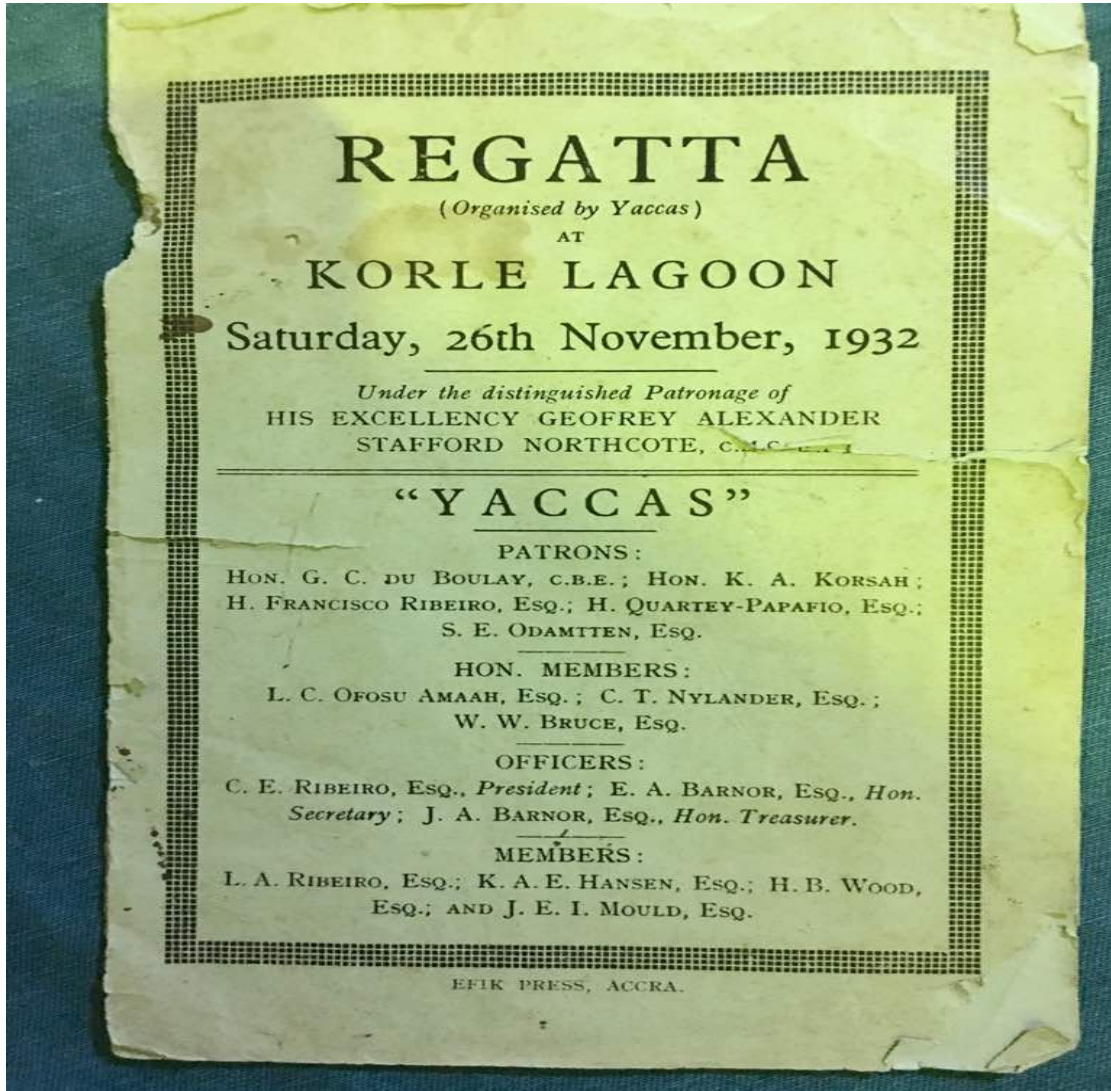 REGATTA
(Organised by Yaccas)
AT
KORLE LAGOON
Saturday, 26th November, 1932
Under the distinguished Patronage of
HIS EXCELLENCY GEOFREY ALEXANDER
STAFFORD NORTHCOTE,
"YACCAS"
PATRONS:
HON. G. C. DU BOULAY, C.B.E.; HON. K. A. KORSAH;
H. FRANCISCO RIBEIRO, ESQ.; H. QUARTEY-PAPAFIO, ESQ.;
S. E. ODAMTTEN, ESQ.
HON. MEMBERS:
L. C. OFOSU AMAAH, ESQ.; C. T. NYLANDER, ESQ.;
W. W. BRUCE, ESQ.
OFFICERS:
C. E. RIBEIRO, ESQ., President; E. A. BARNOR, ESQ., Hon.
Secretary; J. A. BARNOR, ESQ., Hon. Treasurer.
MEMBERS:
L. A. RIBEIRO, ESQ.; K. A. E. HANSEN, ESQ.; H. B. WOOD,
ESQ.; AND J. E. I. MOULD, ESQ.
EFIK PRESS, ACCRA.